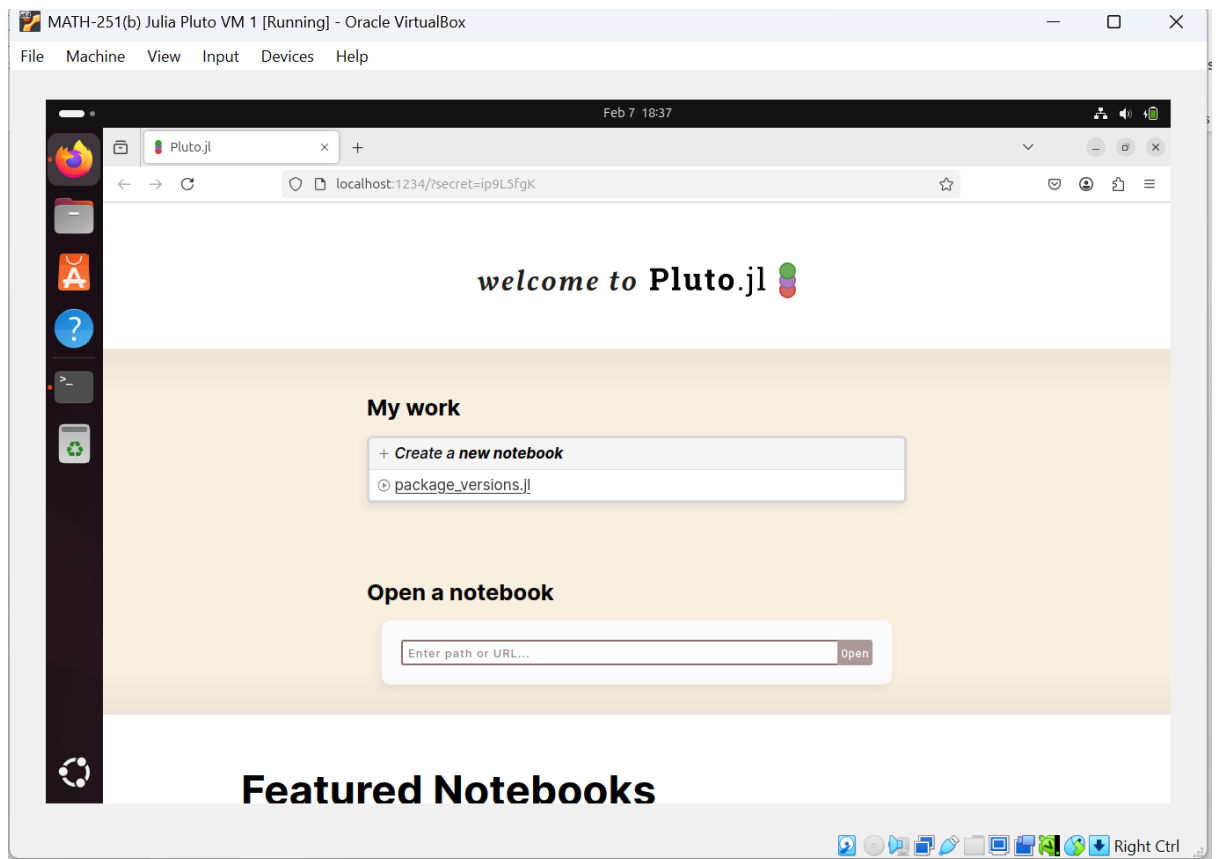 MATH-251(b) Julia Pluto VM 1 [Running] - Oracle VirtualBox
File Machine View Input Devices Help
Feb 7 18:37
Pluto.jl
localhost:1234/?secret=ip9L5fgK
welcome to Pluto.jl
My work
+ Create a new notebook
package_versions.jl
Open a notebook
Enter path or URL... Open
Featured Notebooks
Right Ctrl